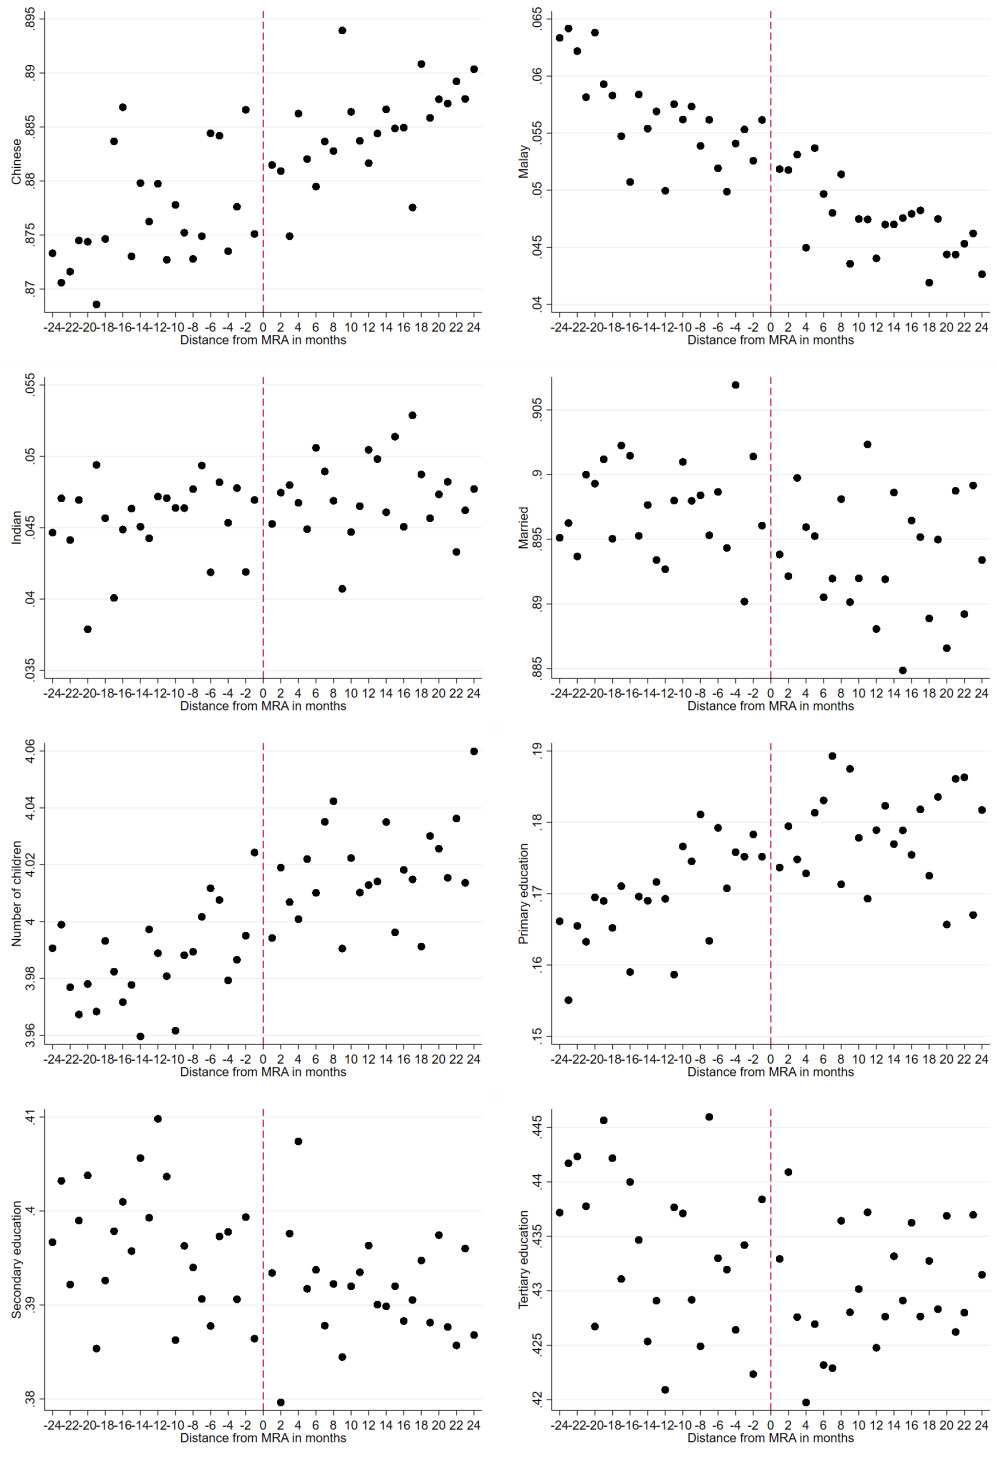 Chinese
.895
.89
.885
.88
.875
.87
-24-22-20-18-16-14-12-10 -8 -6 -4 -2 0 2 4 6 8 10 12 14 16 18 20 22 24
Distance from MRA in months
Malay
.065
.06
.055
.05
.045
.04
-24-22-20-18-16-14-12-10 -8 -6 -4 -2 0 2 4 6 8 10 12 14 16 18 20 22 24
Distance from MRA in months
Indian
.055
.05
.045
.04
.035
-24-22-20-18-16-14-12-10 -8 -6 -4 -2 0 2 4 6 8 10 12 14 16 18 20 22 24
Distance from MRA in months
Married
.905
.9
.895
.89
.885
-24-22-20-18-16-14-12-10 -8 -6 -4 -2 0 2 4 6 8 10 12 14 16 18 20 22 24
Distance from MRA in months
Number of children
4.06
4.04
4.02
4
3.98
3.96
-24-22-20-18-16-14-12-10 -8 -6 -4 -2 0 2 4 6 8 10 12 14 16 18 20 22 24
Distance from MRA in months
Primary education
.19
.18
.17
.16
.15
-24-22-20-18-16-14-12-10 -8 -6 -4 -2 0 2 4 6 8 10 12 14 16 18 20 22 24
Distance from MRA in months
Secondary education
.41
.4
.39
.38
-24-22-20-18-16-14-12-10 -8 -6 -4 -2 0 2 4 6 8 10 12 14 16 18 20 22 24
Distance from MRA in months
Tertiary education
.445
.44
.435
.43
.425
.42
-24-22-20-18-16-14-12-10 -8 -6 -4 -2 0 2 4 6 8 10 12 14 16 18 20 22 24
Distance from MRA in months